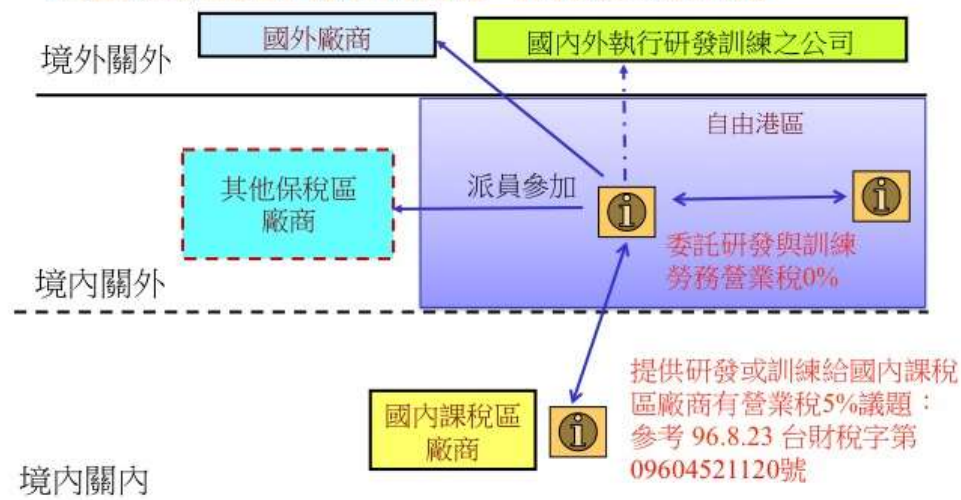 境外關外
國外廠商
國內外執行研發訓練之公司
自由港區
其他保稅區
廠商
派員參加
委託研發與訓練
勞務營業稅0%
境內關外
國內課稅區
廠商
提供研發或訓練給國內課稅
區廠商有營業稅5%議題：
參考 96.8.23 台財稅字第
09604521120號
境內關內